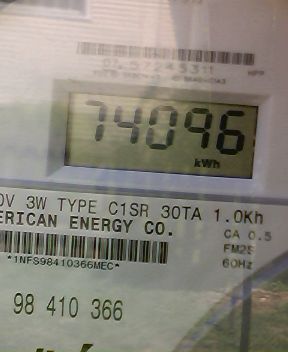 74096
kWh
0V 3W TYPE C1SR 30TA 1.0Kh
ERICAN ENERGY CO.
CA 0.5
FM2S
60Hz
*1NFS98410366MEC*
98 410 366